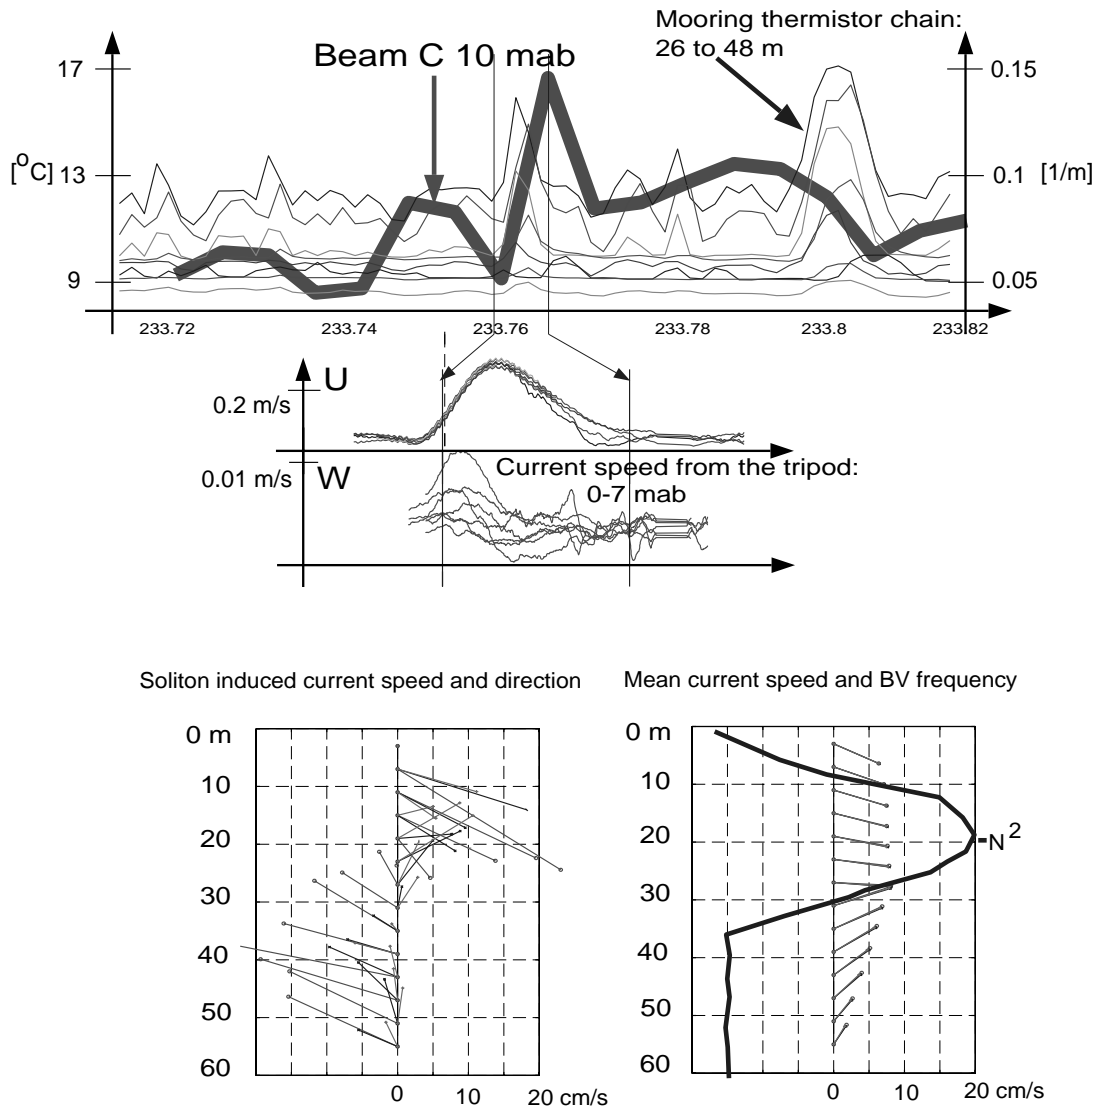 Mooring thermistor chain:
26 to 48 m
Beam C 10 mab
17
0.15
[°C]
13
0.1
[1/m]
9
0.05
233.72
233.74
233.76
233.78
233.8
233.82
U
0.2 m/s
0.01 m/s
W
Current speed from the tripod:
0-7 mab
Soliton induced current speed and direction
0 m
10
20
30
40
50
60
0
10
20 cm/s
Mean current speed and BV frequency
0 m
10
20
30
40
50
60
N²
0
10
20 cm/s